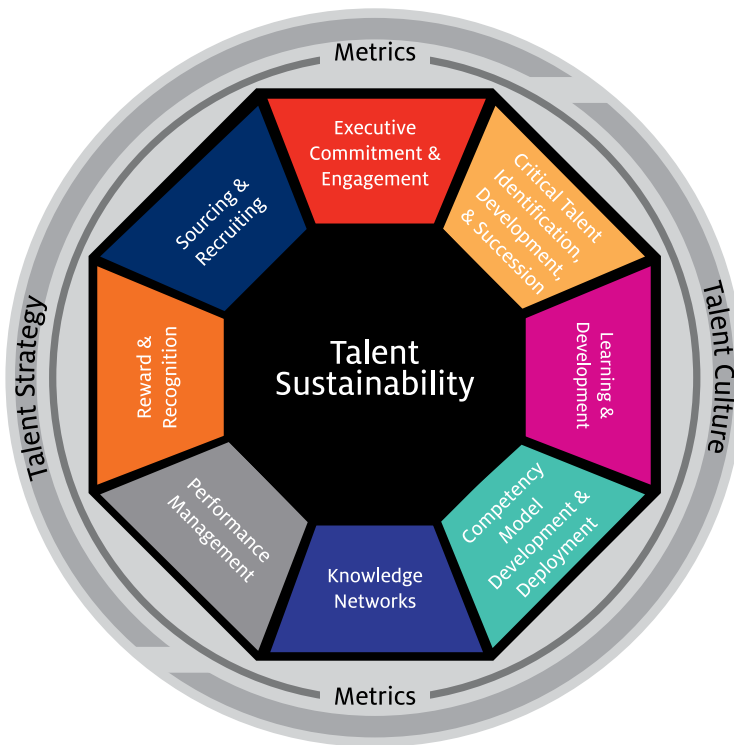 Metrics
Executive
Commitment &
Engagement
Critical Talent
Identification,
Development,
& Succession
Learning &
Development
Competency
Model
Development &
Deployment
Knowledge
Networks
Performance
Management
Reward &
Recognition
Sourcing &
Recruiting
Talent
Sustainability
Talent Strategy
Talent Culture
Metrics